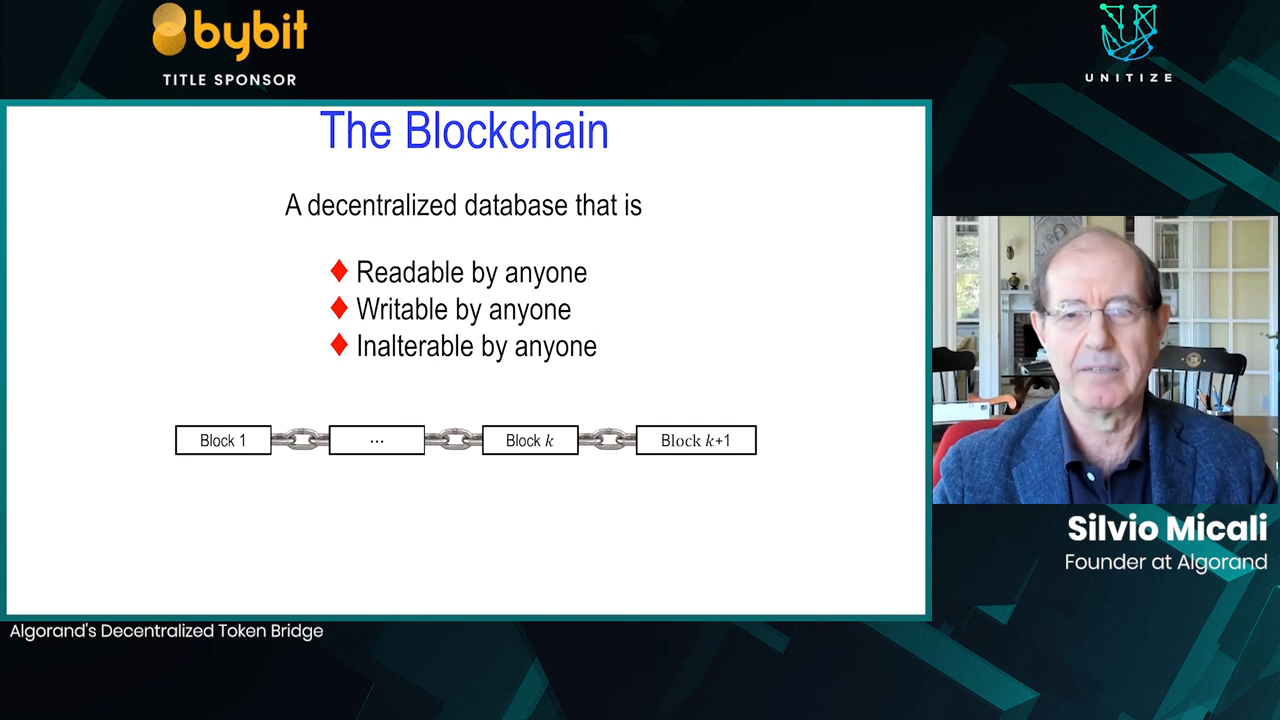 bybit
TITLE SPONSOR
UNITIZE
The Blockchain
A decentralized database that is
Readable by anyone
Writable by anyone
Inalterable by anyone
Block 1
...
Block k
Block k+1
Silvio Micali
Founder at Algorand
Algorand's Decentralized Token Bridge